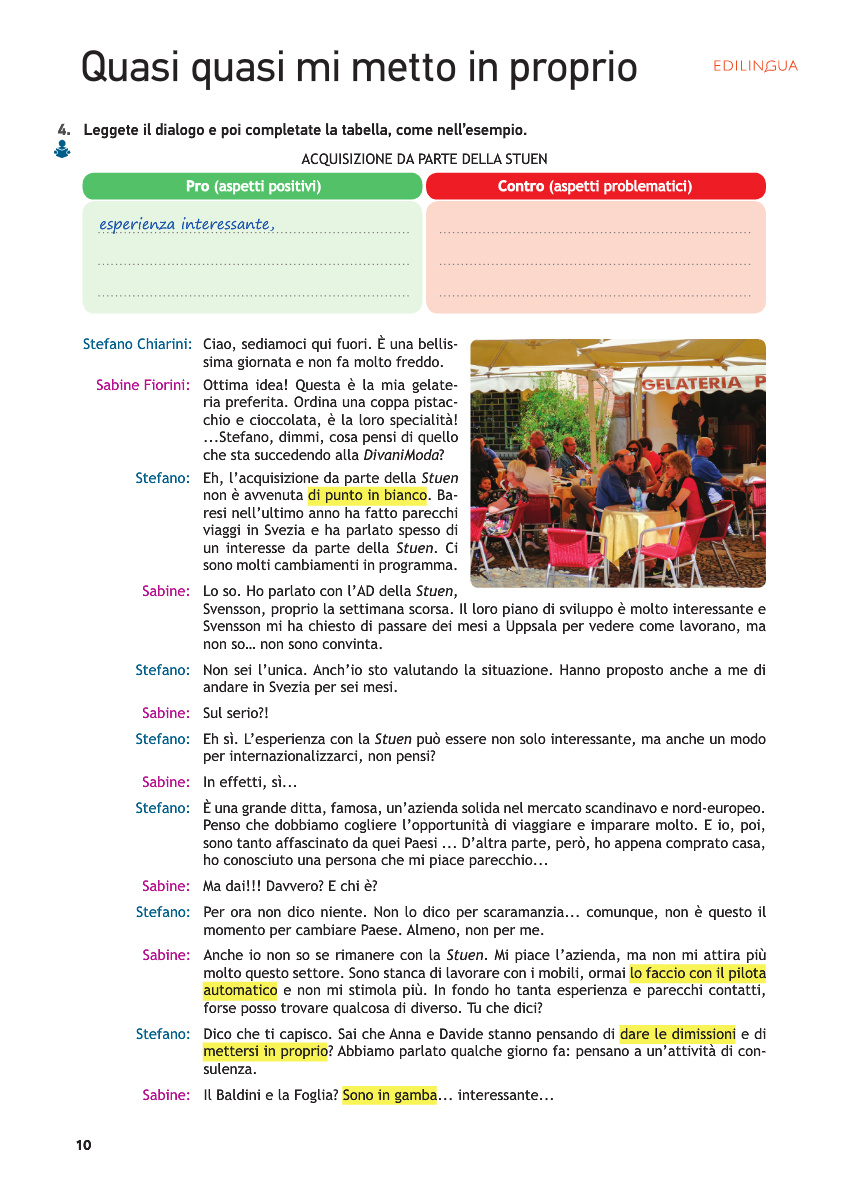 Quasi quasi mi metto in proprio
EDILINGUA
4. Leggete il dialogo e poi completate la tabella, come nell'esempio.
ACQUISIZIONE DA PARTE DELLA STUEN
Pro (aspetti positivi)
Contro (aspetti problematici)
esperienza interessante,
Stefano Chiarini: Ciao, sediamoci qui fuori. È una bellis-
sima giornata e non fa molto freddo.
Sabine Fiorini: Ottima idea! Questa è la mia gelate-
ria preferita. Ordina una coppa pistac-
chio e cioccolata, è la loro specialità!
...Stefano, dimmi, cosa pensi di quello
che sta succedendo alla DivaniModa?
GELATERIA P
Stefano: Eh, l'acquisizione da parte della Stuen
non è avvenuta di punto in bianco. Ba-
resi nell'ultimo anno ha fatto parecchi
viaggi in Svezia e ha parlato spesso di
un interesse da parte della Stuen. Ci
sono molti cambiamenti in programma.
Sabine: Lo so. Ho parlato con l'AD della Stuen,
Svensson, proprio la settimana scorsa. Il loro piano di sviluppo è molto interessante e
Svensson mi ha chiesto di passare dei mesi a Uppsala per vedere come lavorano, ma
non so… non sono convinta.
Stefano: Non sei l'unica. Anch'io sto valutando la situazione. Hanno proposto anche a me di
andare in Svezia per sei mesi.
Sabine: Sul serio?!
Stefano: Eh sì. L'esperienza con la Stuen può essere non solo interessante, ma anche un modo
per internazionalizzarci, non pensi?
Sabine: In effetti, sì...
Stefano: È una grande ditta, famosa, un'azienda solida nel mercato scandinavo e nord-europeo.
Penso che dobbiamo cogliere l'opportunità di viaggiare e imparare molto. E io, poi,
sono tanto affascinato da quei Paesi ... D'altra parte, però, ho appena comprato casa,
ho conosciuto una persona che mi piace parecchio...
Sabine: Ma dai!!! Davvero? E chi è?
Stefano: Per ora non dico niente. Non lo dico per scaramanzia... comunque, non è questo il
momento per cambiare Paese. Almeno, non per me.
Sabine: Anche io non so se rimanere con la Stuen. Mi piace l'azienda, ma non mi attira più
molto questo settore. Sono stanca di lavorare con i mobili, ormai lo faccio con il pilota
automatico e non mi stimola più. In fondo ho tanta esperienza e parecchi contatti,
forse posso trovare qualcosa di diverso. Tu che dici?
Stefano: Dico che ti capisco. Sai che Anna e Davide stanno pensando di dare le dimissioni e di
mettersi in proprio? Abbiamo parlato qualche giorno fa: pensano a un'attività di con-
sulenza.
Sabine: Il Baldini e la Foglia? Sono in gamba... interessante...
10